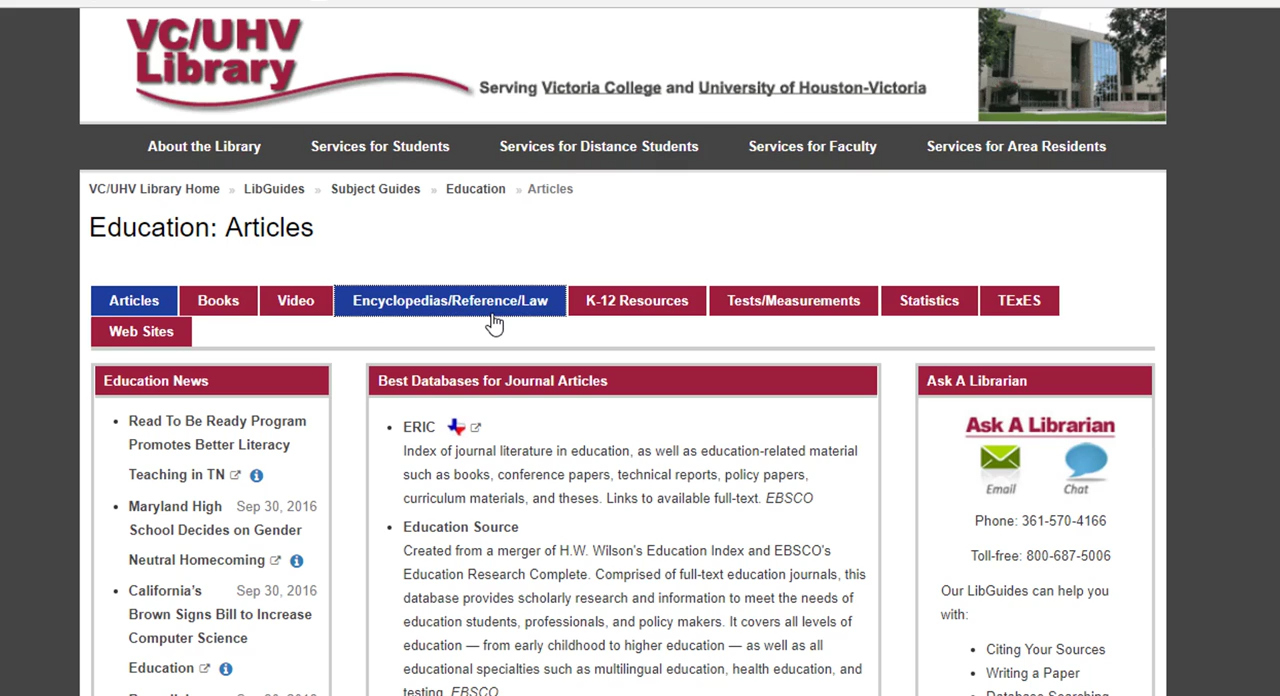 VC/UHV
Library
Serving Victoria College and University of Houston-Victoria
About the Library Services for Students Services for Distance Students Services for Faculty Services for Area Residents
VC/UHV Library Home » LibGuides » Subject Guides » Education » Articles
Education: Articles
Articles Books Video Encyclopedias/Reference/Law K-12 Resources Tests/Measurements Statistics TExES
Web Sites
Education News
• Read To Be Ready Program
Promotes Better Literacy
Teaching in TN
• Maryland High Sep 30, 2016
School Decides on Gender
Neutral Homecoming
• California's Sep 30, 2016
Brown Signs Bill to Increase
Computer Science
Education
Best Databases for Journal Articles
• ERIC
Index of journal literature in education, as well as education-related material
such as books, conference papers, technical reports, policy papers,
curriculum materials, and theses. Links to available full-text. EBSCO
• Education Source
Created from a merger of H.W. Wilson's Education Index and EBSCO's
Education Research Complete. Comprised of full-text education journals, this
database provides scholarly research and information to meet the needs of
education students, professionals, and policy makers. It covers all levels of
education — from early childhood to higher education — as well as all
educational specialties such as multilingual education, health education, and
testing. EBSCO
Ask A Librarian
Ask A Librarian
Email Chat
Phone: 361-570-4166
Toll-free: 800-687-5006
Our LibGuides can help you
with:
• Citing Your Sources
• Writing a Paper
• Database Searching